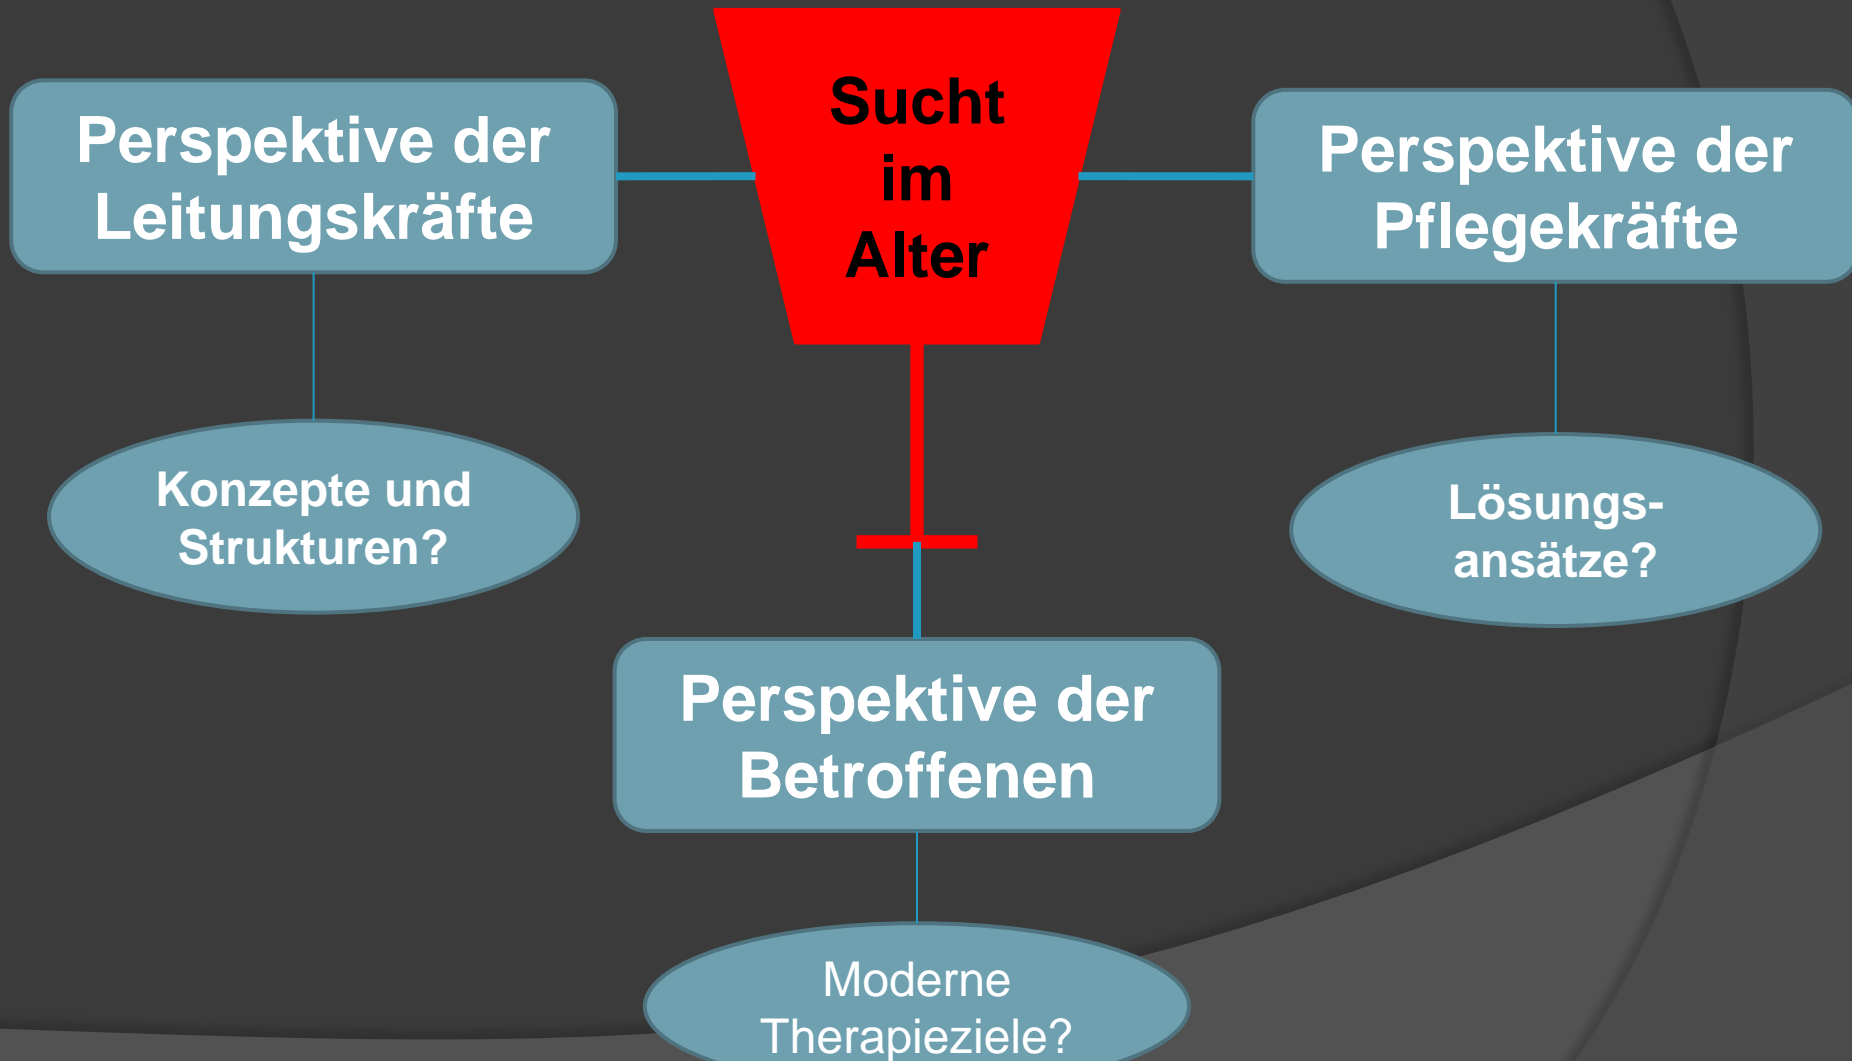 Sucht
im
Alter
Perspektive der
Leitungskräfte
Perspektive der
Pflegekräfte
Konzepte und
Strukturen?
Lösungs-
ansätze?
Perspektive der
Betroffenen
Moderne
Therapieziele?